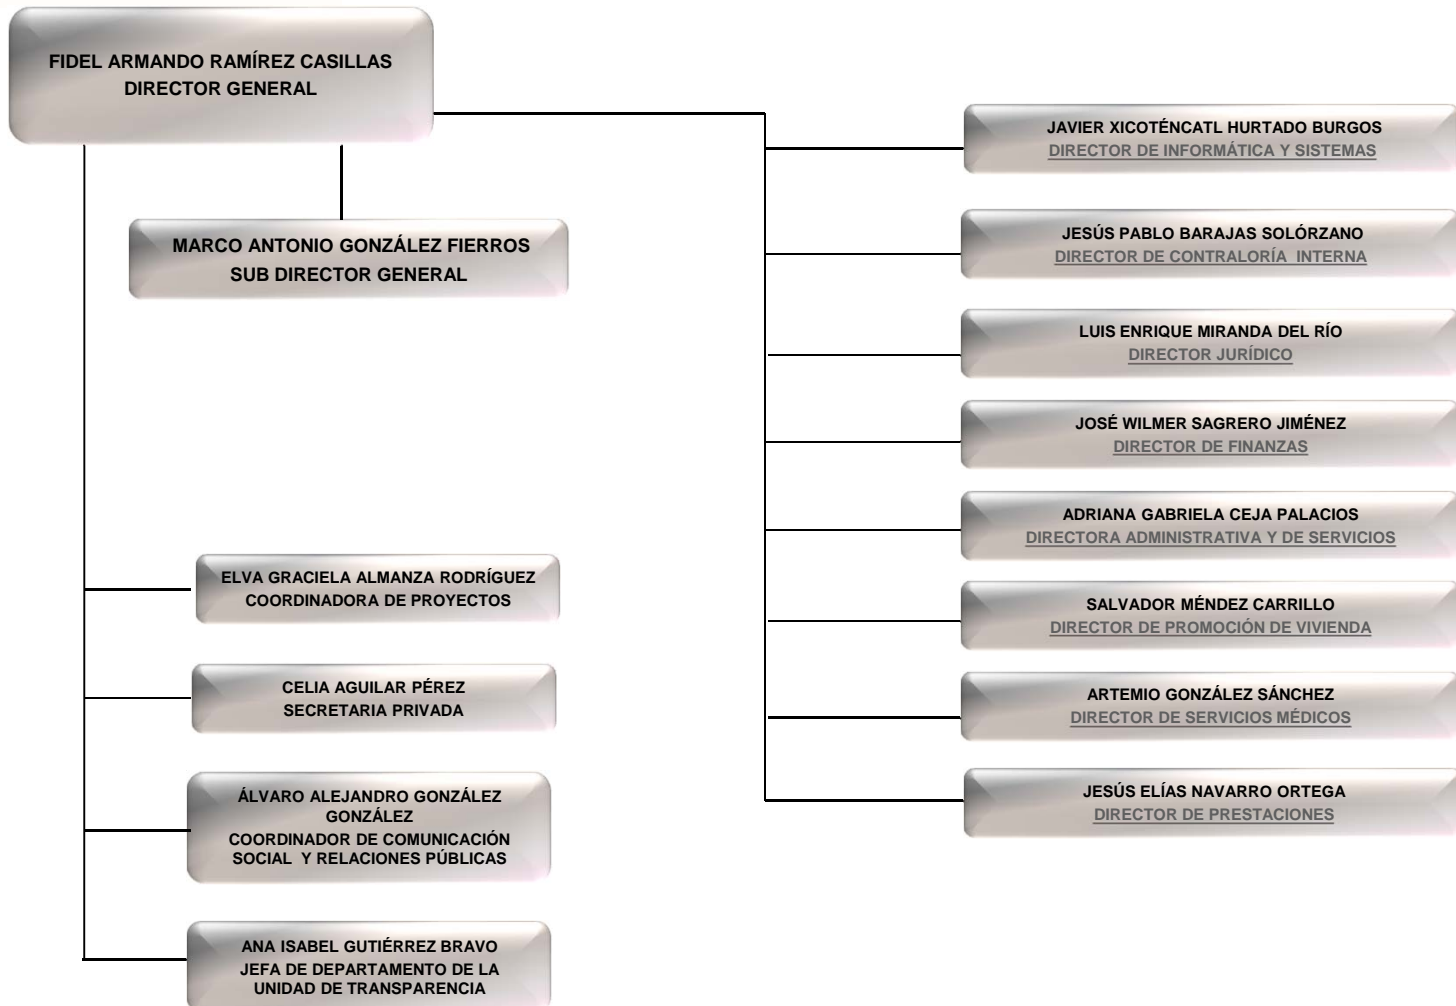 FIDEL ARMANDO RAMÍREZ CASILLAS
DIRECTOR GENERAL
MARCO ANTONIO GONZÁLEZ FIERROS
SUB DIRECTOR GENERAL
ELVA GRACIELA ALMANZA RODRÍGUEZ
COORDINADORA DE PROYECTOS
CELIA AGUILAR PÉREZ
SECRETARIA PRIVADA
ÁLVARO ALEJANDRO GONZÁLEZ
GONZÁLEZ
COORDINADOR DE COMUNICACIÓN
SOCIAL Y RELACIONES PÚBLICAS
ANA ISABEL GUTIÉRREZ BRAVO
JEFA DE DEPARTAMENTO DE LA
UNIDAD DE TRANSPARENCIA
JAVIER XICOTÉNCATL HURTADO BURGOS
DIRECTOR DE INFORMÁTICA Y SISTEMAS
JESÚS PABLO BARAJAS SOLÓRZANO
DIRECTOR DE CONTRALORÍA INTERNA
LUIS ENRIQUE MIRANDA DEL RÍO
DIRECTOR JURÍDICO
JOSÉ WILMER SAGRERO JIMÉNEZ
DIRECTOR DE FINANZAS
ADRIANA GABRIELA CEJA PALACIOS
DIRECTORA ADMINISTRATIVA Y DE SERVICIOS
SALVADOR MÉNDEZ CARRILLO
DIRECTOR DE PROMOCIÓN DE VIVIENDA
ARTEMIO GONZÁLEZ SÁNCHEZ
DIRECTOR DE SERVICIOS MÉDICOS
JESÚS ELÍAS NAVARRO ORTEGA
DIRECTOR DE PRESTACIONES